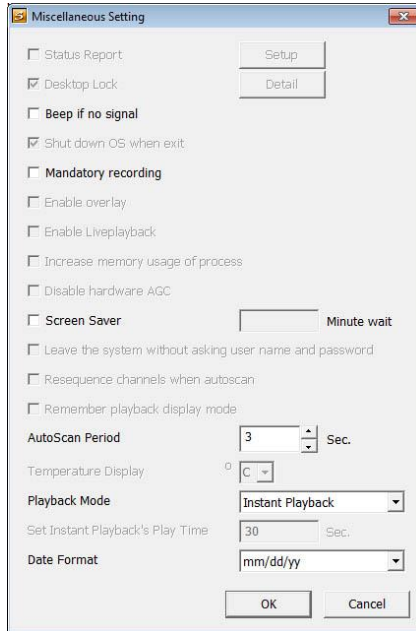 Miscellaneous Setting
Status Report Setup
Desktop Lock Detail
Beep if no signal
Shut down OS when exit
Mandatory recording
Enable overlay
Enable Liveplayback
Increase memory usage of process
Disable hardware AGC
Screen Saver Minute wait
Leave the system without asking user name and password
Resequence channels when autoscan
Remember playback display mode
AutoScan Period 3 Sec.
Temperature Display ° C
Playback Mode Instant Playback
Set Instant Playback's Play Time 30 Sec.
Date Format mm/dd/yy
OK Cancel